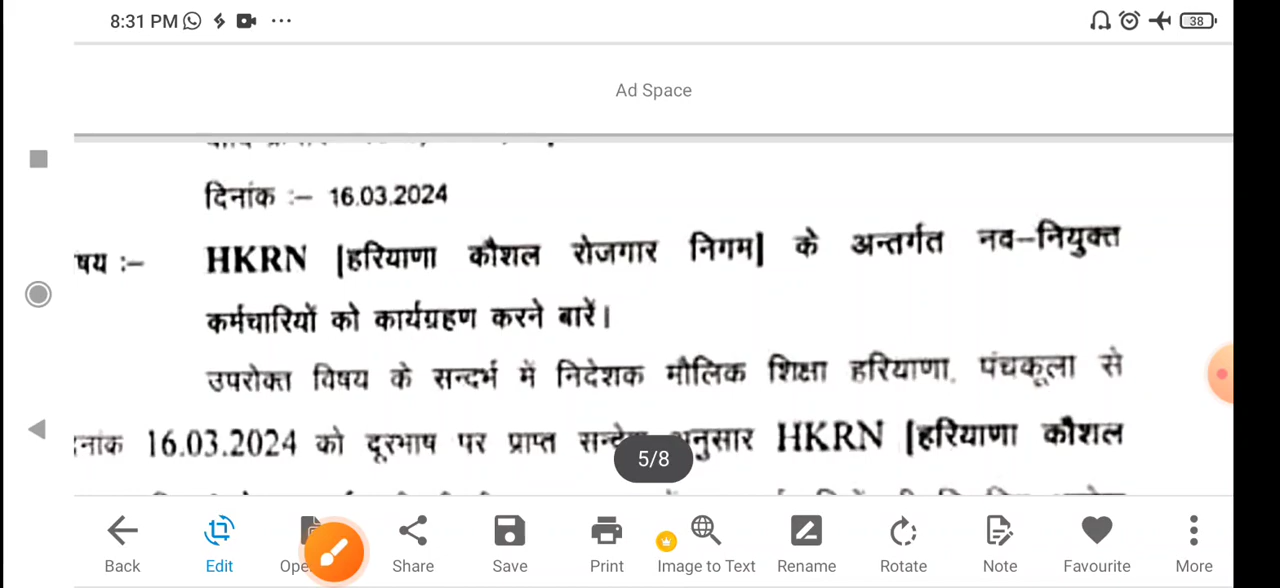 8:31 PM
38
Ad Space
दिनांक :– 16.03.2024
षय :– HKRN [हरियाणा कौशल रोजगार निगम] के अन्तर्गत नव–नियुक्त
कर्मचारियों को कार्यग्रहण करने बारें।
उपरोक्त विषय के सन्दर्भ में निदेशक मौलिक शिक्षा हरियाणा, पंचकूला से
नांक 16.03.2024 को दूरभाष पर प्राप्त नुसार HKRN [हरियाणा कौशल
5/8
Back Edit Ope Share Save Print Image to Text Rename Rotate Note Favourite More